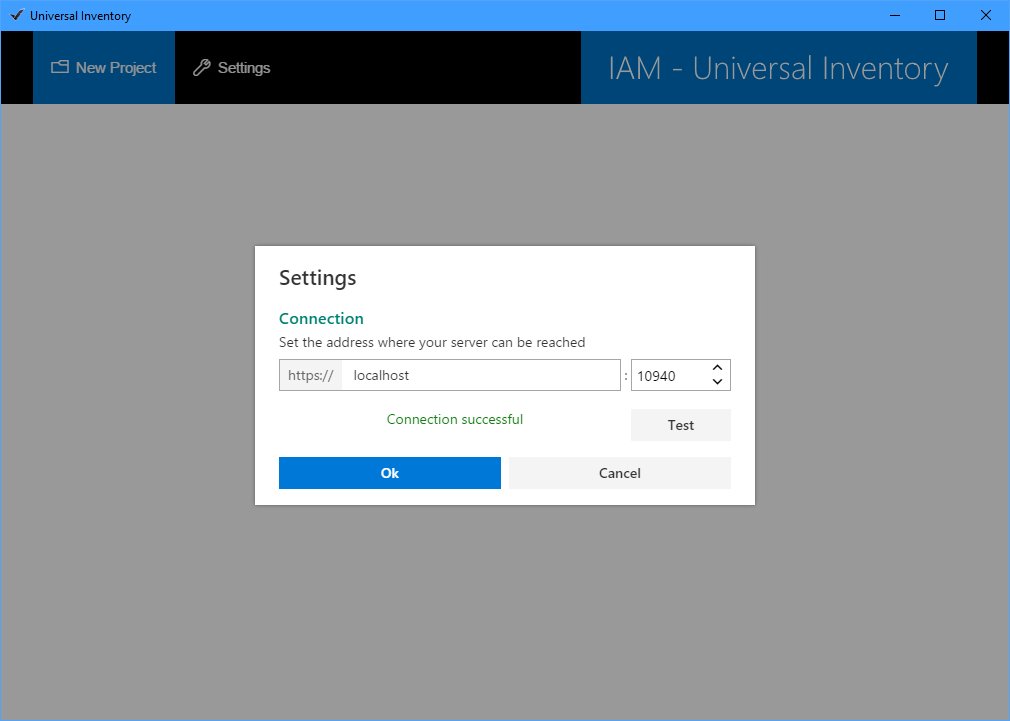 Universal Inventory
New Project
Settings
IAM - Universal Inventory
Settings
Connection
Set the address where your server can be reached
https:// localhost : 10940
Connection successful
Test
Ok
Cancel